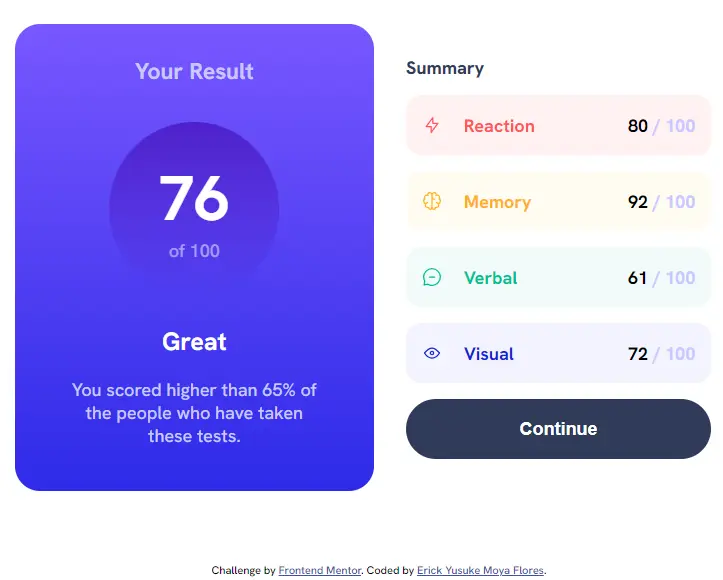 Your Result
76
of 100
Great
You scored higher than 65% of
the people who have taken
these tests.
Summary
Reaction 80 / 100
Memory 92 / 100
Verbal 61 / 100
Visual 72 / 100
Continue
Challenge by Frontend Mentor. Coded by Erick Yusuke Moya Flores.